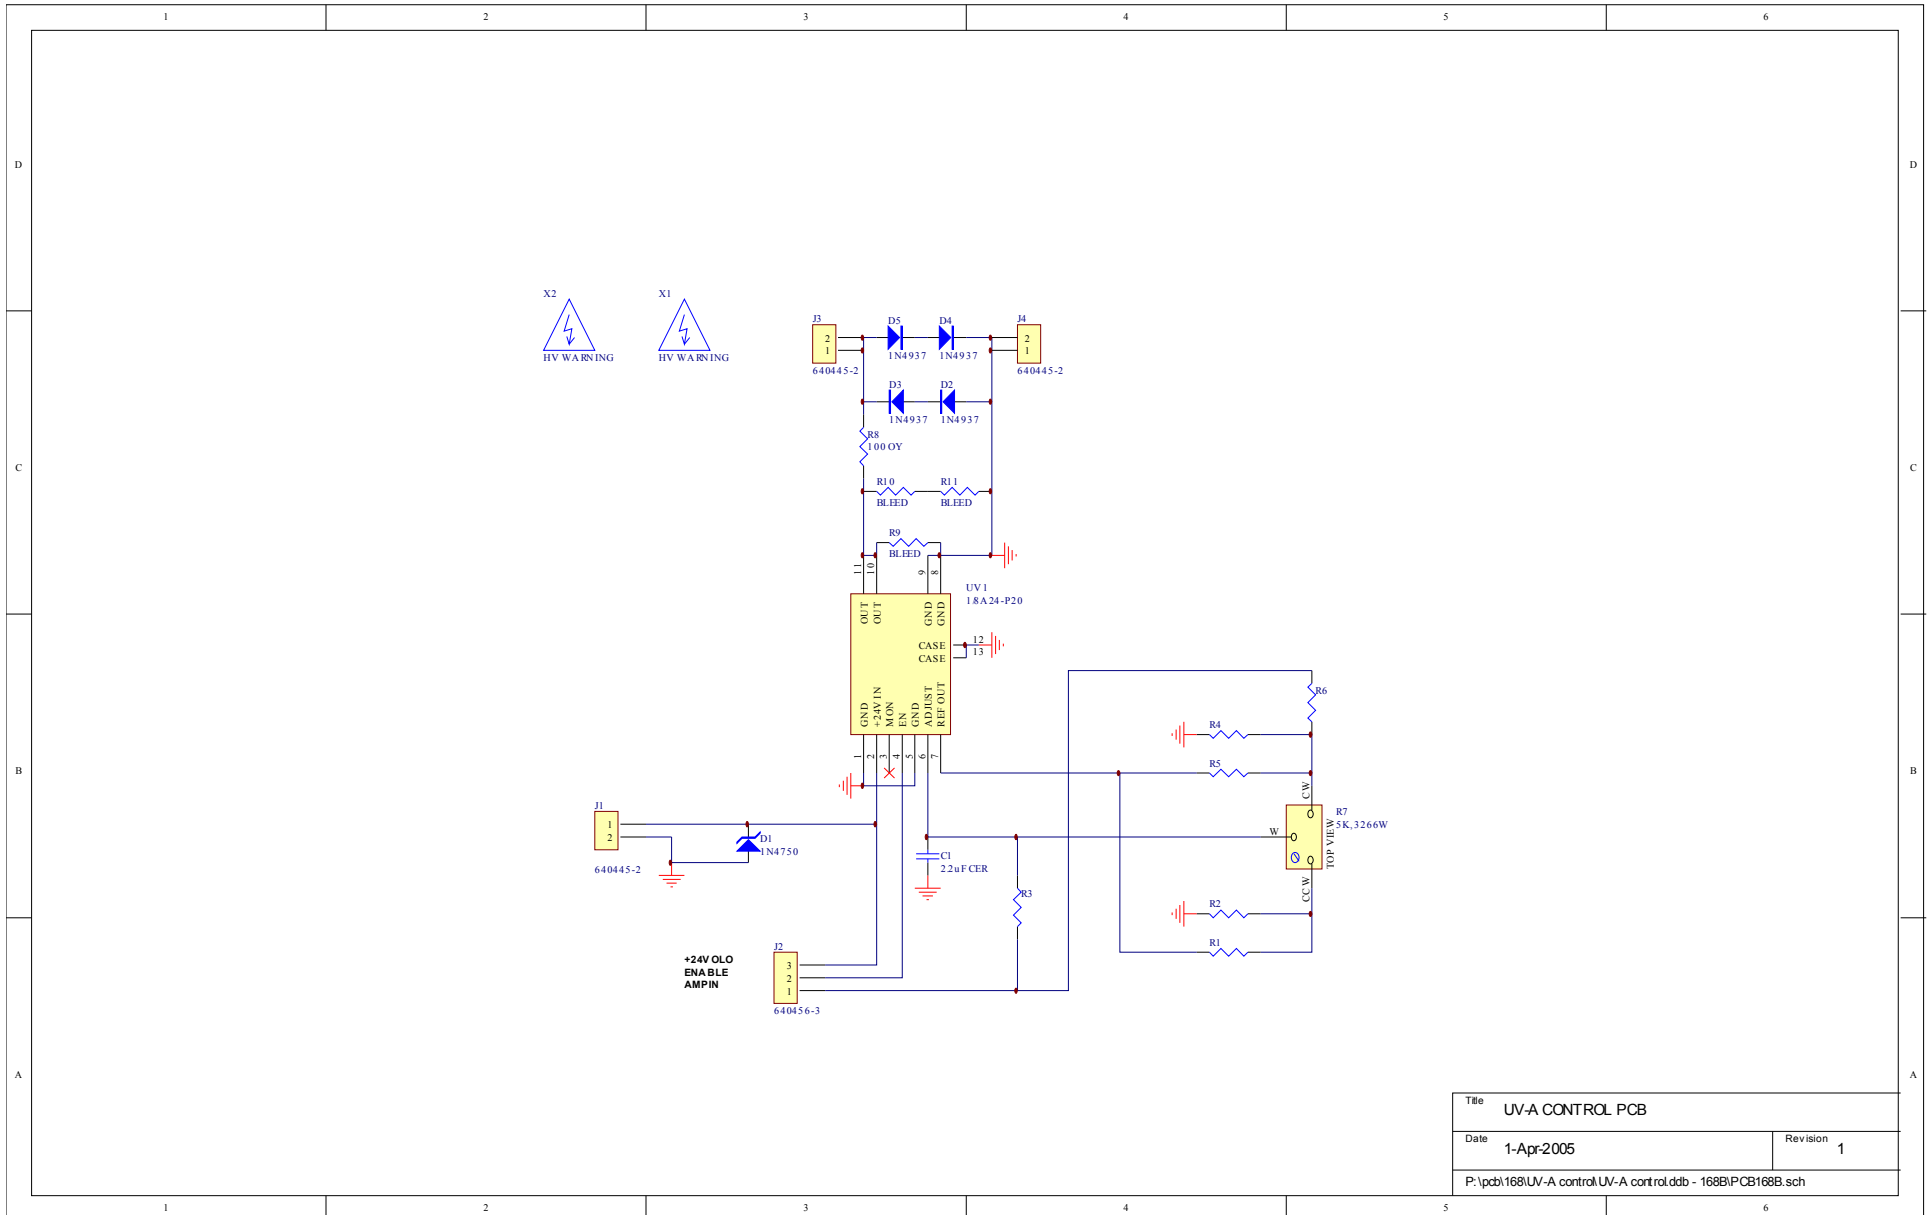 1 2 3 4 5 6
D D
X2 X1
HV WARNING HV WARNING
J3 D5 D4 J4
2 2
1 1
1N4937 1N4937
640445-2 640445-2
D3 D2
1N4937 1N4937
R8
100 OY
C C
R10 R11
BLEED BLEED
R9
BLEED
11 10 9 8
UV1
18A24-P20
OUT OUT GND GND
CASE 12
CASE 13
GND +24V IN MON EN GND ADJUST REF OUT
1 2 3 4 5 6 7
R6
R4
R5
B B
CW
J1
1
2
640445-2
D1
1N4750
R7
5K,3266W
W
TOP VIEW
CCW
C1
2.2uF CER
R3
R2
R1
J2
+24V OLO 3
ENABLE 2
AMPIN 1
640456-3
A A
Title UV-A CONTROL PCB
Date 1-Apr-2005 Revision 1
P:\pcb\168\UV-A control\UV-A control.ddb - 168B\PCB168B.sch
1 2 3 4 5 6